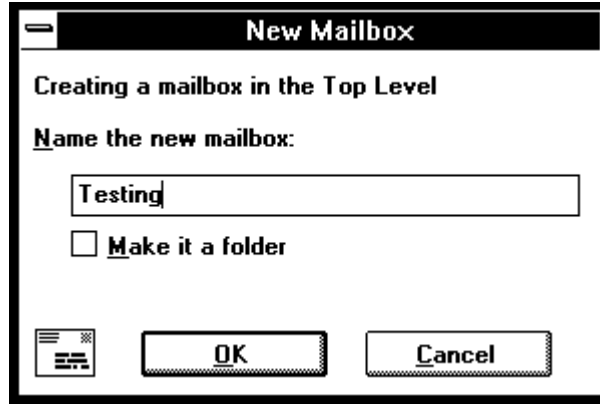 New Mailbox
Creating a mailbox in the Top Level
Name the new mailbox:
Testing
Make it a folder
OK Cancel